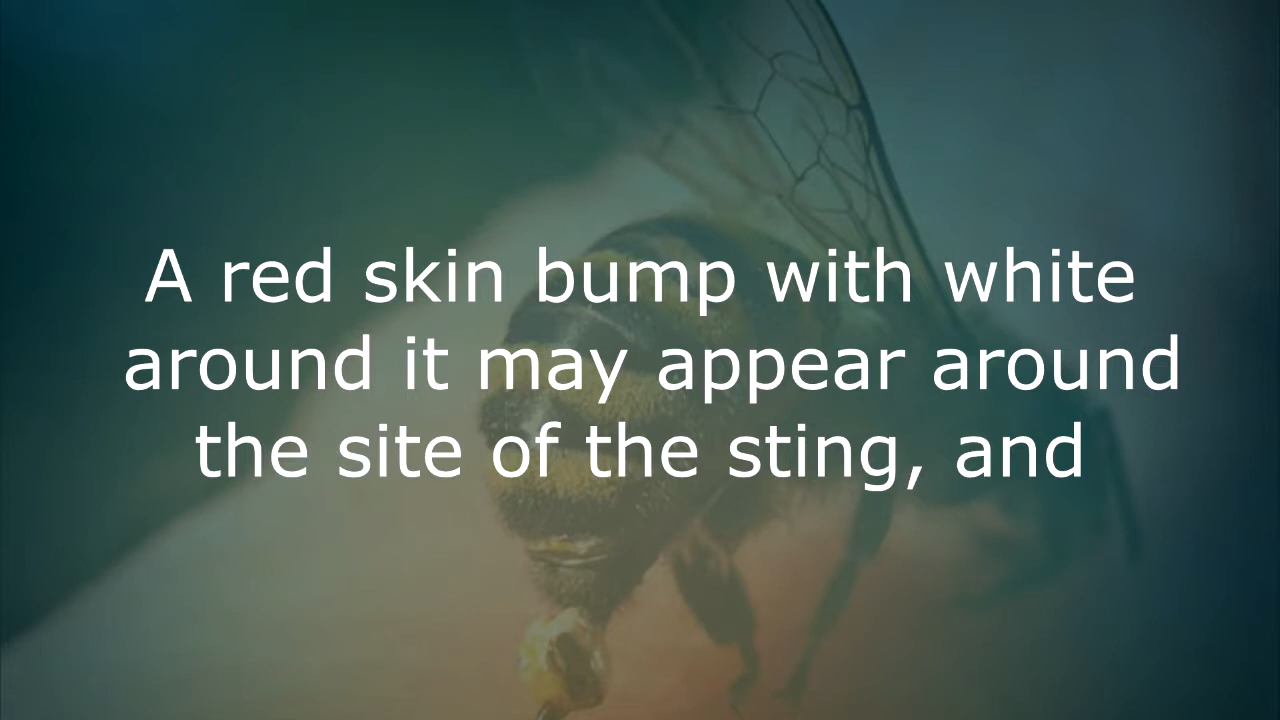 A red skin bump with white
around it may appear around
the site of the sting, and